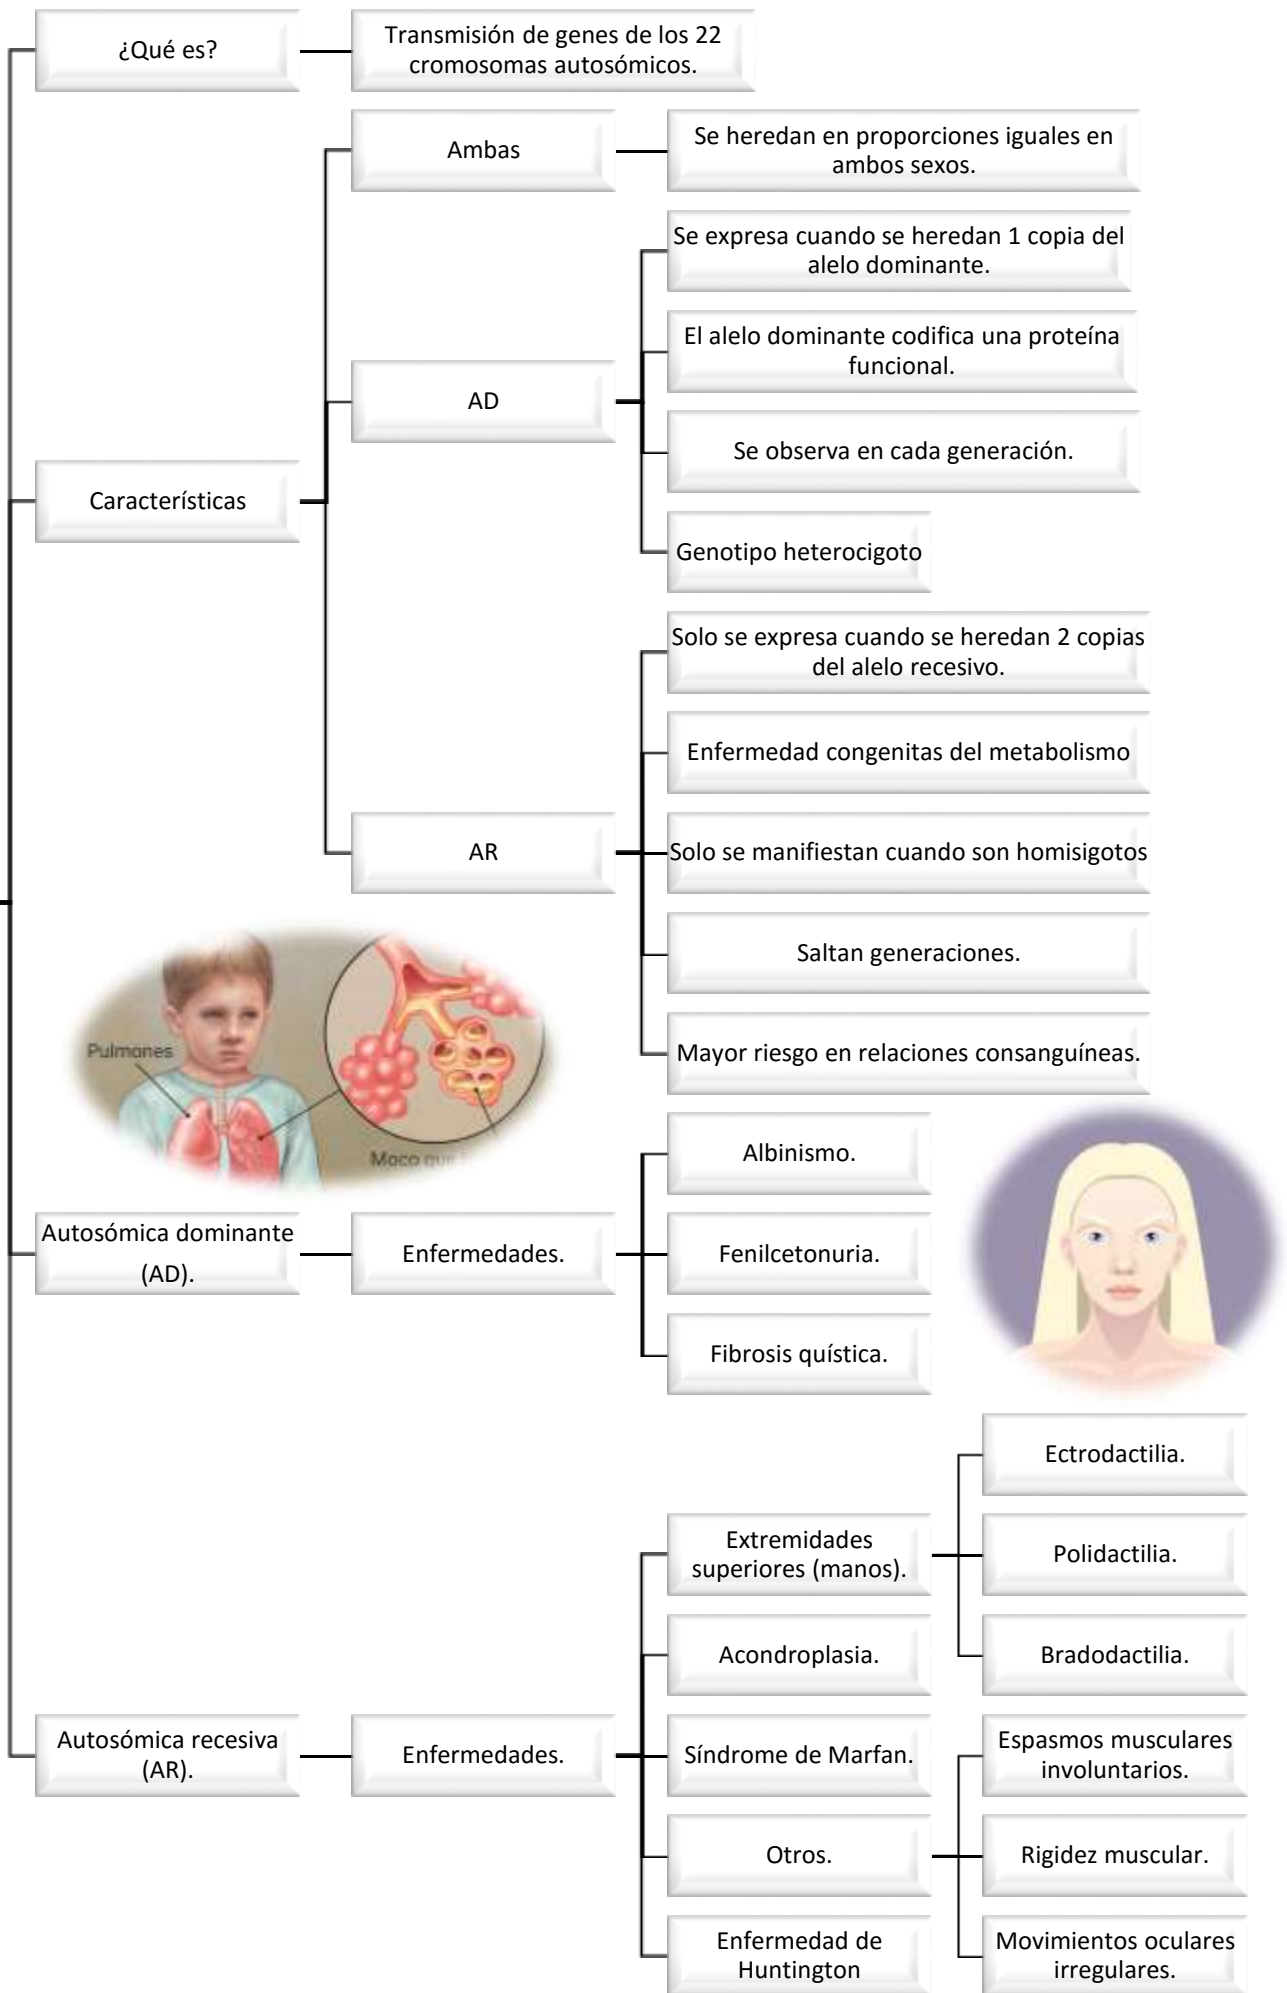 ¿Qué es?
Transmisión de genes de los 22
cromosomas autosómicos.
Característícas
Ambas
Se heredan en proporciones iguales en
ambos sexos.
AD
Se expresa cuando se heredan 1 copia del
alelo dominante.
El alelo dominante codifica una proteína
funcional.
Se observa en cada generación.
Genotipo heterocigoto
AR
Solo se expresa cuando se heredan 2 copias
del alelo recesivo.
Enfermedad congenitas del metabolismo
Solo se manifiestan cuando son homisigotos
Saltan generaciones.
Mayor riesgo en relaciones consanguíneas.
Pulmones
Moco que
Autosómica dominante
(AD).
Enfermedades.
Albinismo.
Fenilcetonuria.
Fibrosis quística.
Autosómica recesiva
(AR).
Enfermedades.
Extremidades
superiores (manos).
Ectrodactilia.
Polidactilia.
Bradodactilia.
Acondroplasia.
Síndrome de Marfan.
Otros.
Espasmos musculares
involuntarios.
Rigidez muscular.
Movimientos oculares
irregulares.
Enfermedad de
Huntington